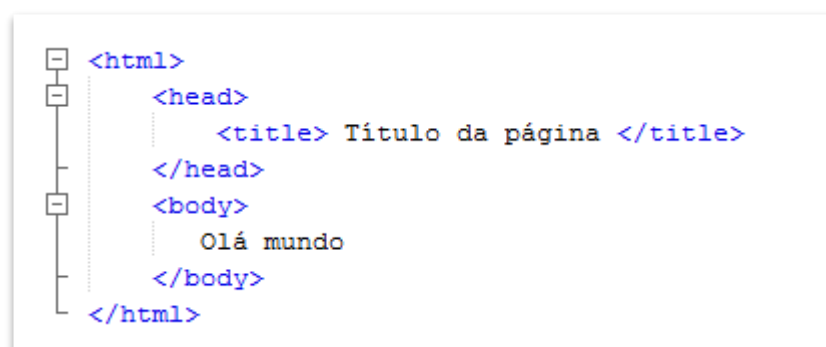 <html>
<head>
<title> Título da página </title>
</head>
<body>
Olá mundo
</body>
</html>